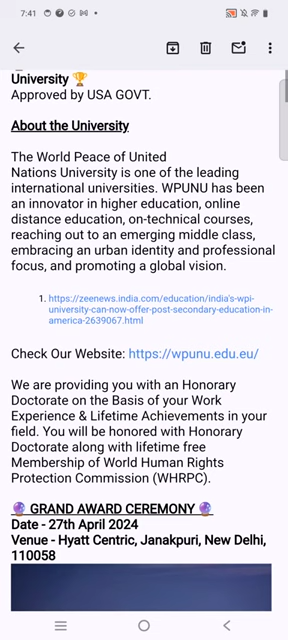 7:41
University 🏆
Approved by USA GOVT.
About the University
The World Peace of United
Nations University is one of the leading
international universities. WPUNU has been
an innovator in higher education, online
distance education, on-technical courses,
reaching out to an emerging middle class,
embracing an urban identity and professional
focus, and promoting a global vision.
1. https://zeenews.india.com/education/india's-wpi-
university-can-now-offer-post-secondary-education-in-
america-2639067.html
Check Our Website: https://wpunu.edu.eu/
We are providing you with an Honorary
Doctorate on the Basis of your Work
Experience & Lifetime Achievements in your
field. You will be honored with Honorary
Doctorate along with lifetime free
Membership of World Human Rights
Protection Commission (WHRPC).
🔮 GRAND AWARD CEREMONY 🔮
Date - 27th April 2024
Venue - Hyatt Centric, Janakpuri, New Delhi,
110058